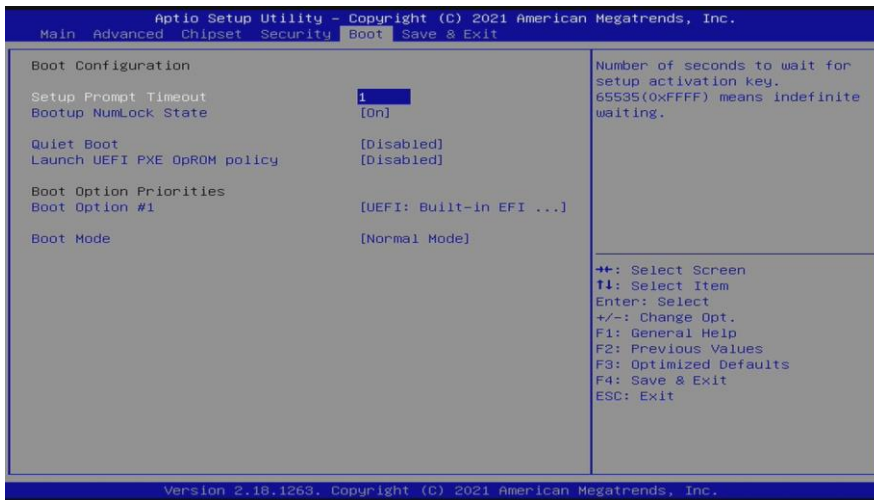 Aptio Setup Utility – Copyright (C) 2021 American Megatrends, Inc.
Main Advanced Chipset Security Boot Save & Exit
Boot Configuration
Setup Prompt Timeout 1
Bootup NumLock State [On]
Quiet Boot [Disabled]
Launch UEFI PXE OpROM policy [Disabled]
Boot Option Priorities
Boot Option #1 [UEFI: Built-in EFI ...]
Boot Mode [Normal Mode]
Number of seconds to wait for
setup activation key.
65535(0xFFFF) means indefinite
waiting.
→←: Select Screen
↑↓: Select Item
Enter: Select
+/-: Change Opt.
F1: General Help
F2: Previous Values
F3: Optimized Defaults
F4: Save & Exit
ESC: Exit
Version 2.18.1263. Copyright (C) 2021 American Megatrends, Inc.